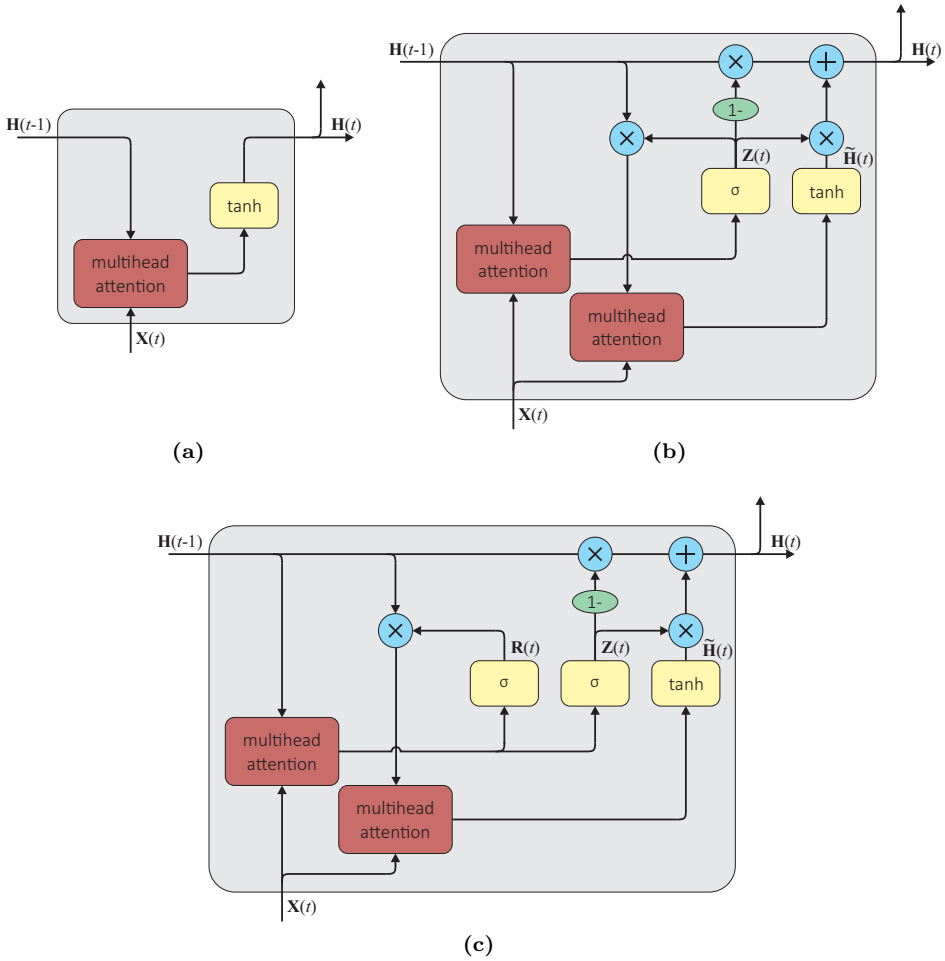 H(t-1)
H(t)
tanh
multihead
attention
X(t)
(a)
H(t-1)
H(t)
×
+
1-
×
×
Z(t)
H̃(t)
σ
tanh
multihead
attention
multihead
attention
X(t)
(b)
H(t-1)
H(t)
×
+
1-
×
×
R(t)
Z(t)
H̃(t)
σ
σ
tanh
multihead
attention
multihead
attention
X(t)
(c)